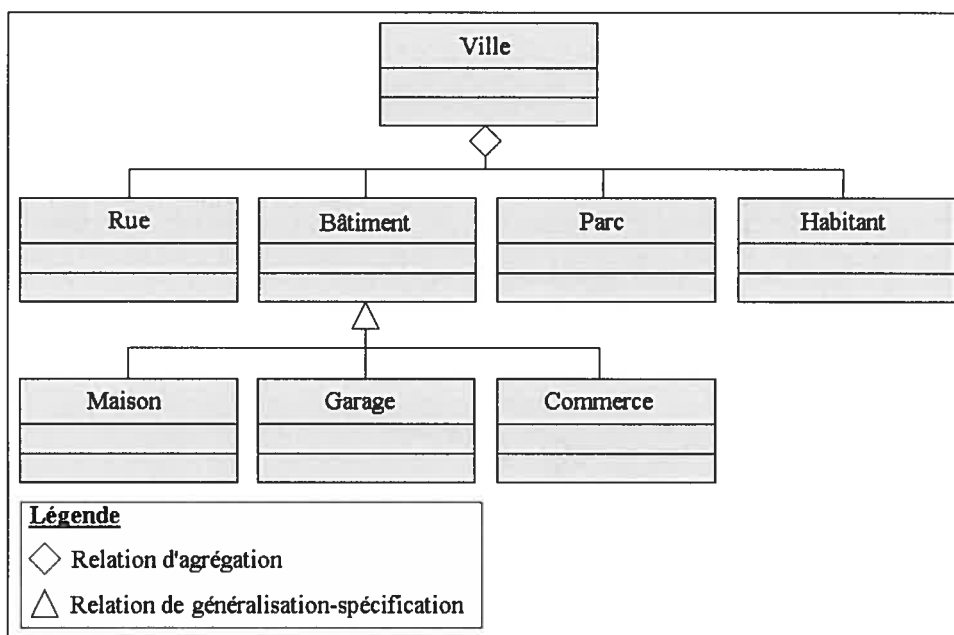 Ville
Rue
Bâtiment
Parc
Habitant
Maison
Garage
Commerce
Légende
Relation d'agrégation
Relation de généralisation-spécification